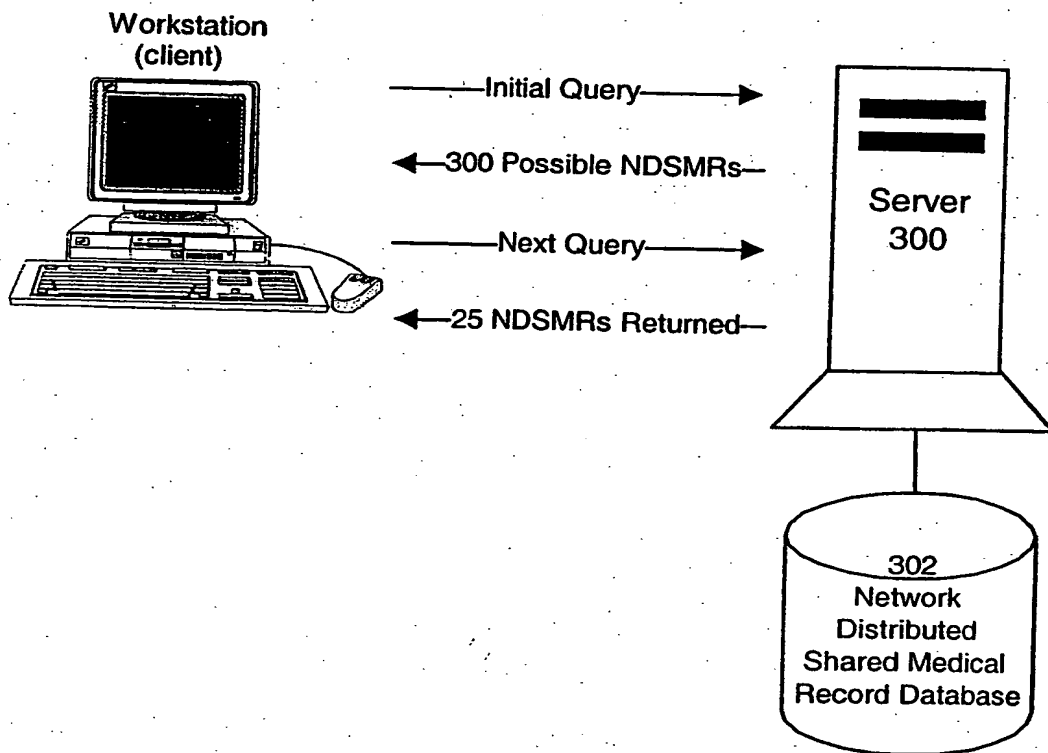 Workstation
(client)
Initial Query
300 Possible NDSMRs
Next Query
25 NDSMRs Returned
Server
300
302
Network
Distributed
Shared Medical
Record Database